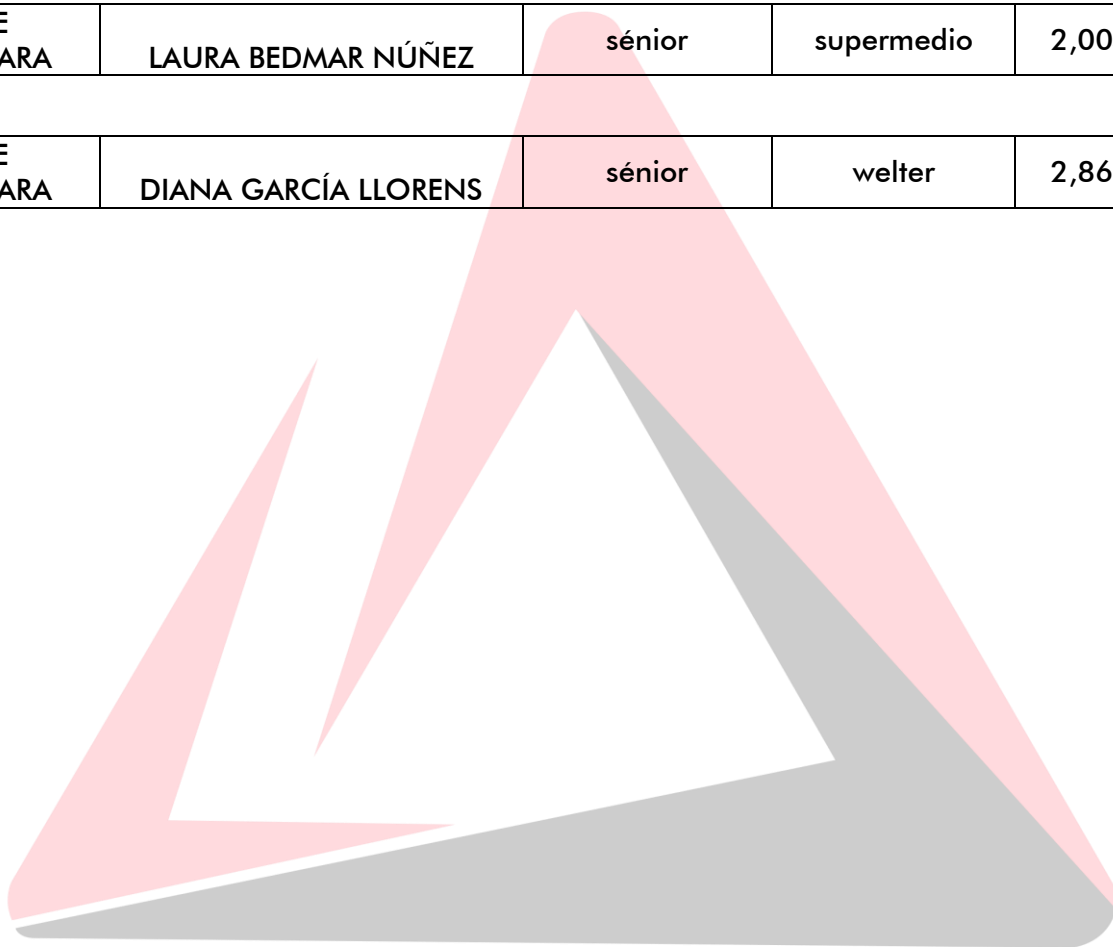 E
ARA LAURA BEDMAR NÚÑEZ sénior supermedio 2,00
E
ARA DIANA GARCÍA LLORENS sénior welter 2,86